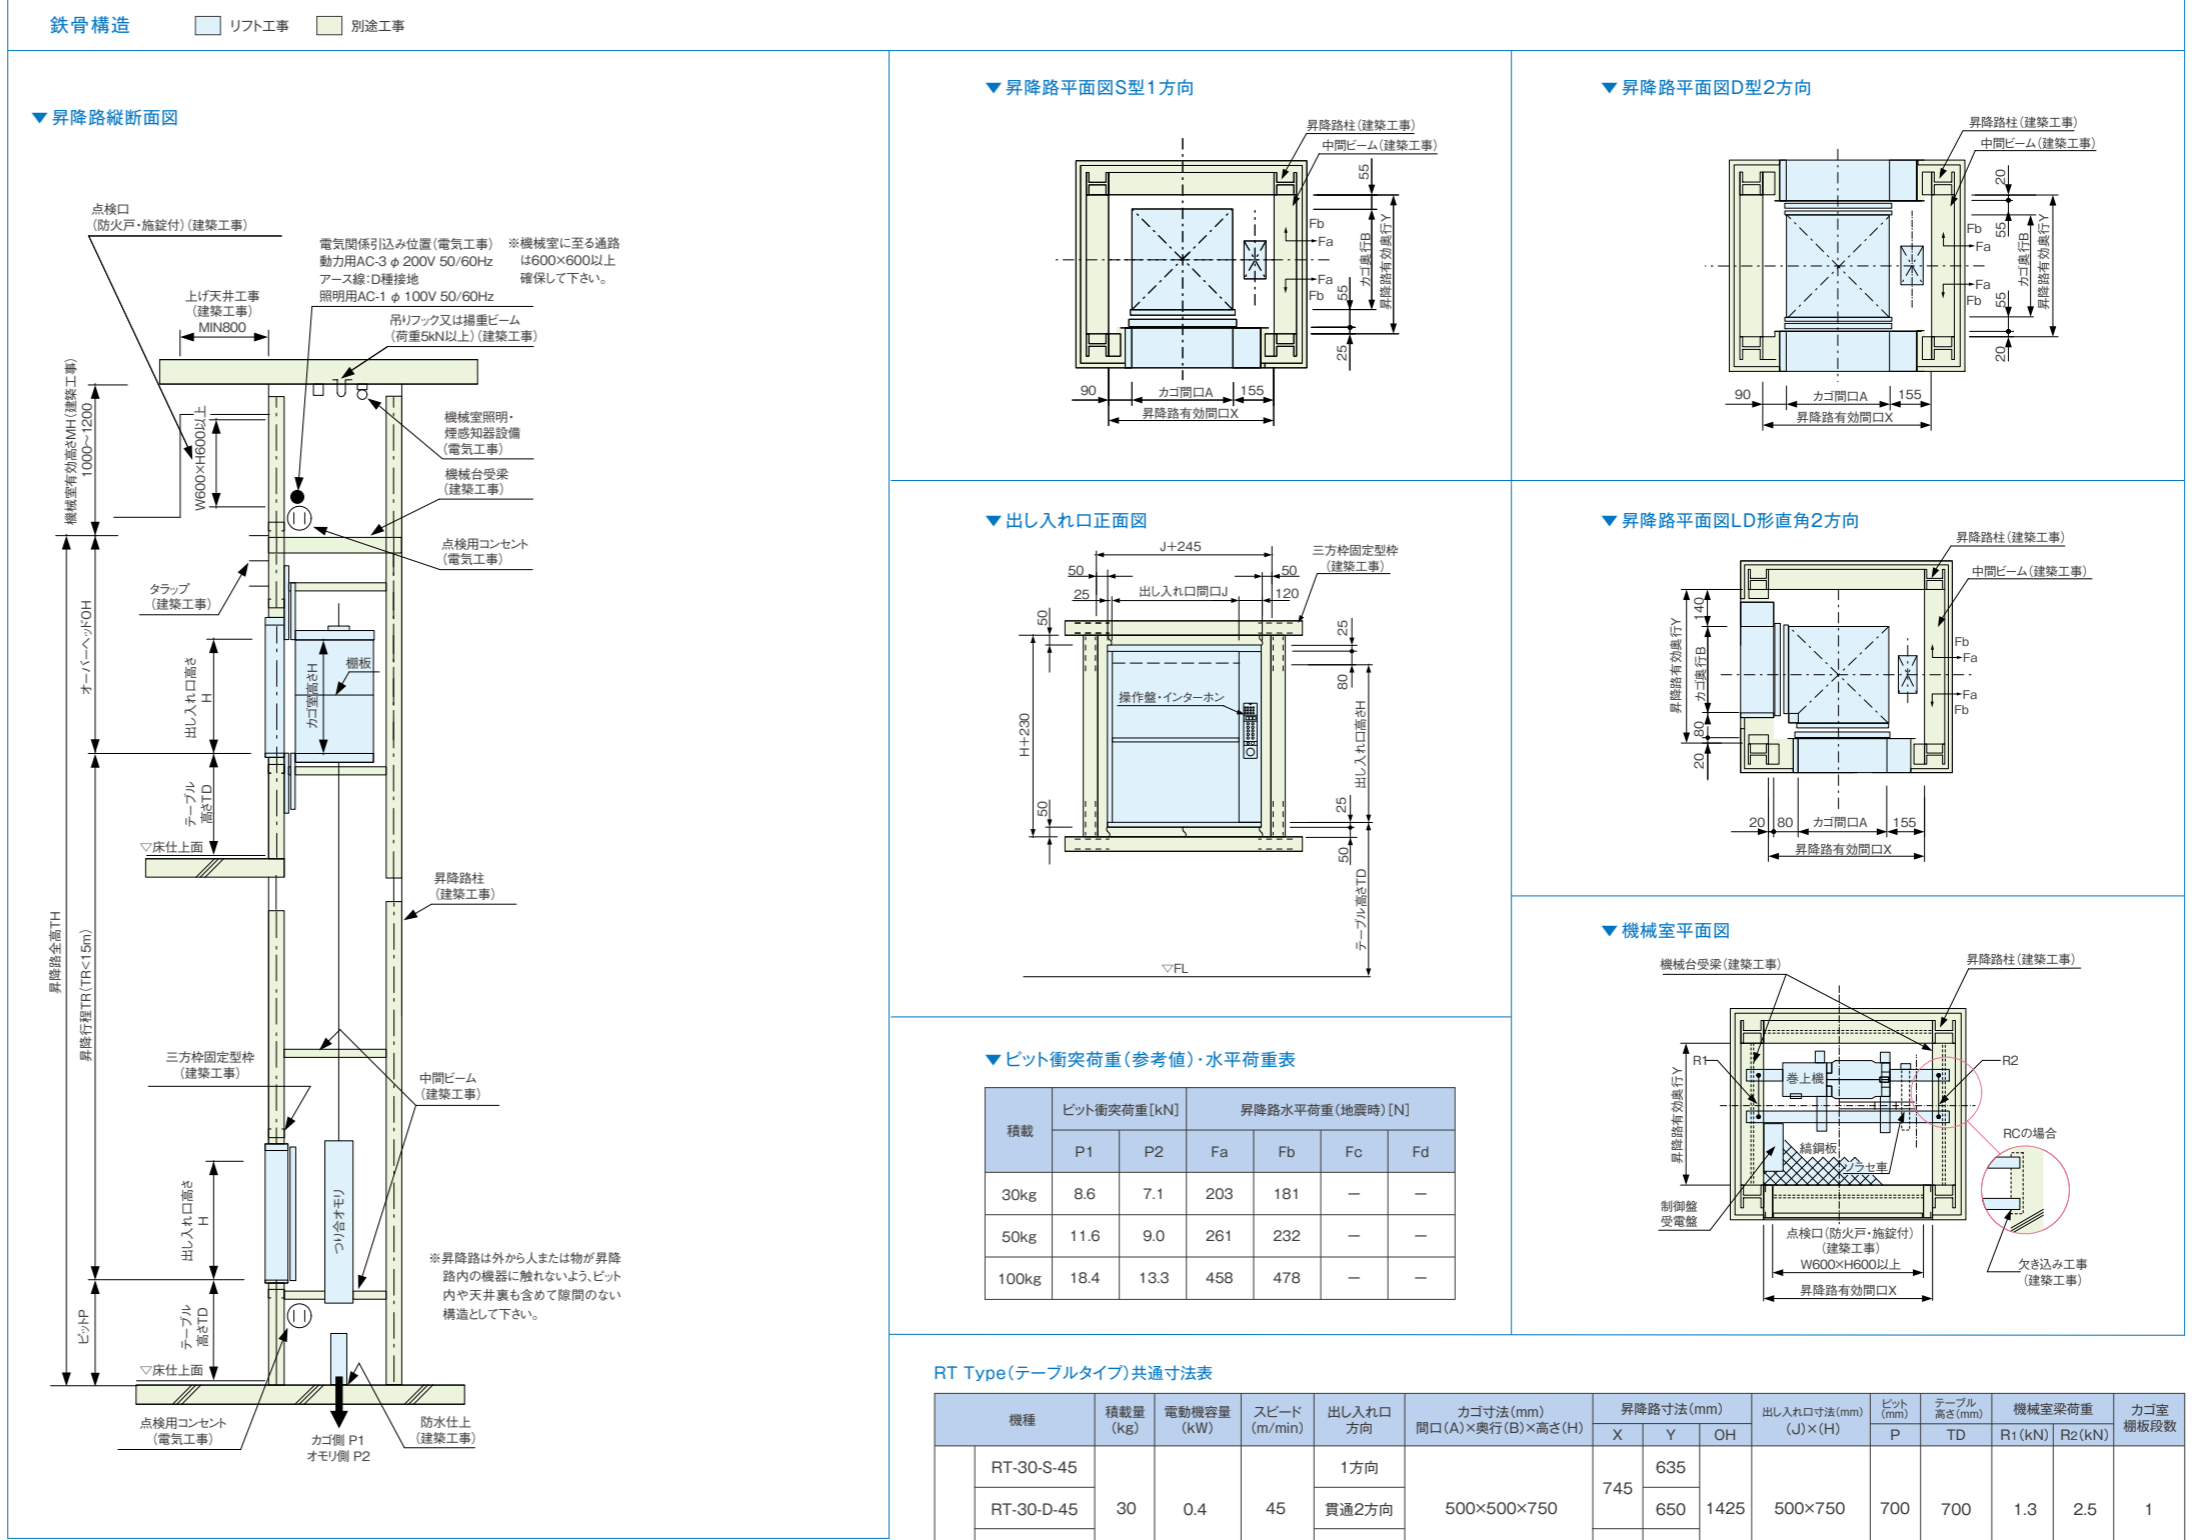 鉄骨構造
リフト工事
別途工事
▼昇降路縦断面図
点検口
(防火戸・施錠付)(建築工事)
電気関係引込み位置(電気工事)
動力用AC-3 φ 200V 50/60Hz
アース線:D種接地
照明用AC-1 φ 100V 50/60Hz
※機械室に至る通路
は600×600以上
確保して下さい。
上げ天井工事
(建築工事)
MIN800
吊りフック又は揚重ビーム
(荷重5kN以上)(建築工事)
機械室有効高さMH(建築工事)
1000〜1200
W600×H600以上
機械室照明・
煙感知器設備
(電気工事)
機械台受梁
(建築工事)
点検用コンセント
(電気工事)
タラップ
(建築工事)
オーバーヘッドOH
出し入れ口高さ
H
カゴ室高さH
棚板
テーブル
高さTD
▽床仕上面
昇降路柱
(建築工事)
昇降路全高TH
昇降行程TR(TR<15m)
三方枠固定型枠
(建築工事)
中間ビーム
(建築工事)
出し入れ口高さ
H
つり合オモリ
※昇降路は外から人または物が昇降
路内の機器に触れないよう、ピット
内や天井裏も含めて隙間のない
構造として下さい。
ピットP
テーブル
高さTD
▽床仕上面
点検用コンセント
(電気工事)
カゴ側 P1
オモリ側 P2
防水仕上
(建築工事)
▼昇降路平面図S型1方向
昇降路柱(建築工事)
中間ビーム(建築工事)
55
Fb
Fa
Fa
Fb
カゴ奥行B
昇降路有効奥行Y
55
25
90
カゴ間口A
155
昇降路有効間口X
▼昇降路平面図D型2方向
昇降路柱(建築工事)
中間ビーム(建築工事)
20
55
Fb
Fa
Fa
Fb
カゴ奥行B
昇降路有効奥行Y
55
20
90
カゴ間口A
155
昇降路有効間口X
▼出し入れ口正面図
J+245
三方枠固定型枠
(建築工事)
50
50
25
出し入れ口間口J
120
50
25
80
操作盤・インターホン
H+230
出し入れ口高さH
50
25
50
テーブル高さTD
▽FL
▼昇降路平面図LD形直角2方向
昇降路柱(建築工事)
中間ビーム(建築工事)
140
昇降路有効奥行Y
カゴ奥行B
Fb
Fa
Fa
Fb
80
20
20
80
カゴ間口A
155
昇降路有効間口X
▼機械室平面図
機械台受梁(建築工事)
昇降路柱(建築工事)
R1
R2
巻上機
昇降路有効奥行Y
縞鋼板
ソラセ車
RCの場合
制御盤
受電盤
点検口(防火戸・施錠付)
(建築工事)
W600×H600以上
昇降路有効間口X
欠き込み工事
(建築工事)
▼ピット衝突荷重(参考値)・水平荷重表
積載 ピット衝突荷重[kN] 昇降路水平荷重(地震時)[N]
P1 P2 Fa Fb Fc Fd
30kg 8.6 7.1 203 181 － －
50kg 11.6 9.0 261 232 － －
100kg 18.4 13.3 458 478 － －
RT Type(テーブルタイプ)共通寸法表
機種 積載量(kg) 電動機容量(kW) スピード(m/min) 出し入れ口方向 カゴ寸法(mm)間口(A)×奥行(B)×高さ(H) 昇降路寸法(mm) 出し入れ口寸法(mm)(J)×(H) ピット(mm) テーブル高さ(mm) 機械室梁荷重 カゴ室棚板段数
X Y OH P TD R1(kN) R2(kN)
RT-30-S-45 1方向 635
745
RT-30-D-45 30 0.4 45 貫通2方向 500×500×750 650 1425 500×750 700 700 1.3 2.5 1